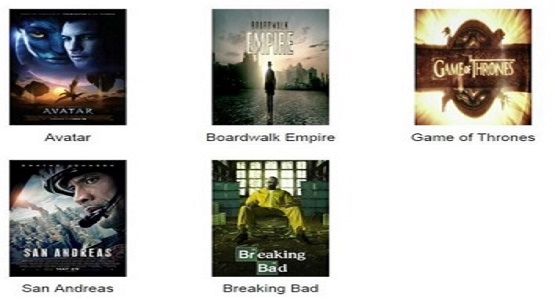 AVATAR
BOARDWALK
EMPIRE
GAME OF THRONES
Avatar
Boardwalk Empire
Game of Thrones
SAN ANDREAS
Breaking
Bad
San Andreas
Breaking Bad